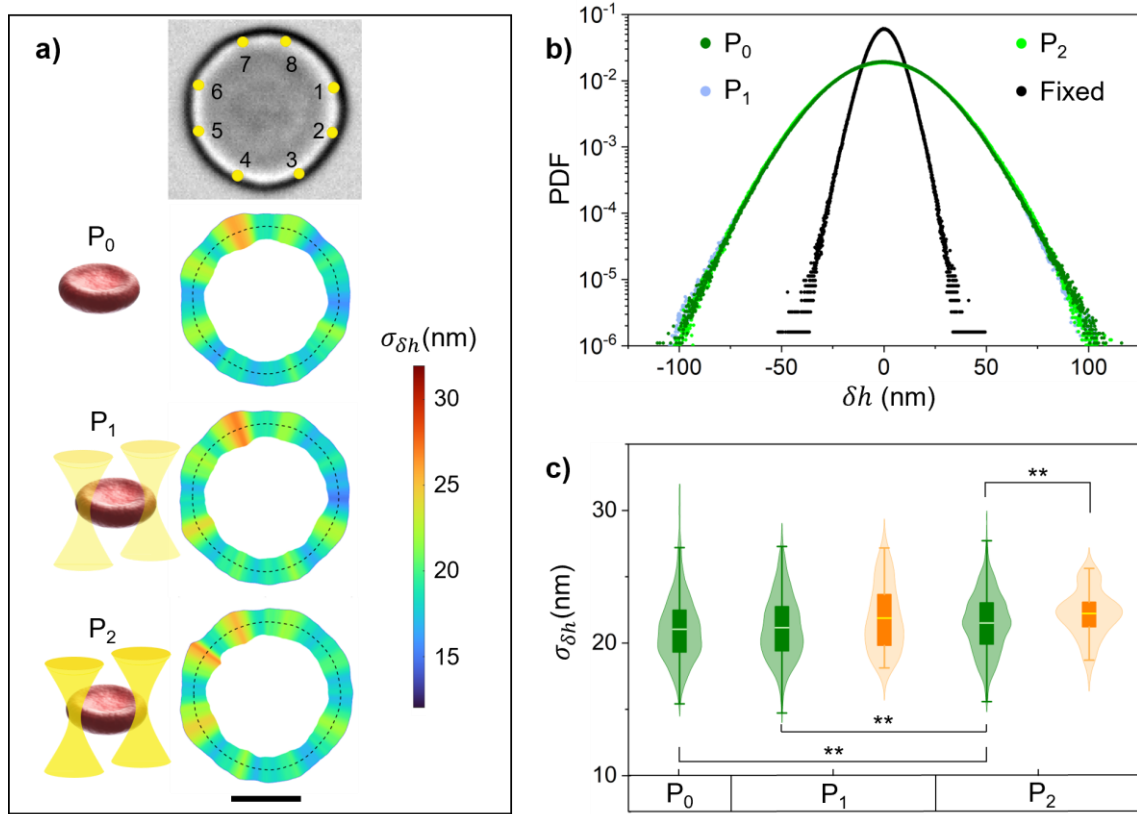 a)
7 8
6 1
5 2
4 3
P₀
σδh(nm)
30
25
20
15
P₁
P₂
b)
10⁻¹
10⁻²
10⁻³
10⁻⁴
10⁻⁵
10⁻⁶
PDF
P₀ P₂
P₁ Fixed
-100 -50 0 50 100
δh (nm)
c)
**
30
20
10
σδh(nm)
**
**
P₀ P₁ P₂